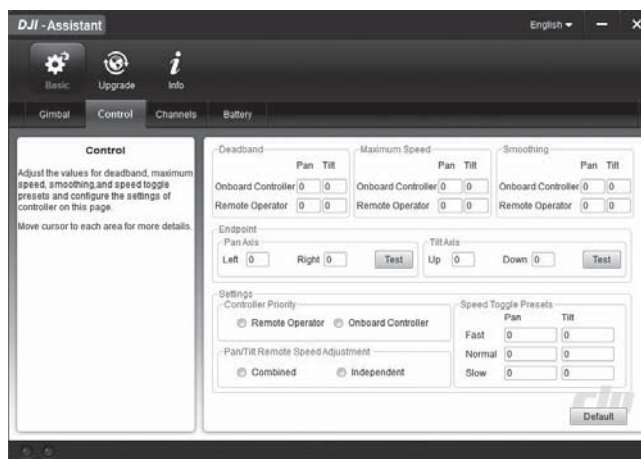 DJI - Assistant
English
Basic
Upgrade
Info
Gimbal
Control
Channels
Battery
Control
Adjust the values for deadband, maximum
speed, smoothing,and speed toggle
presets and configure the settings of
controller on this page.
Move cursor to each area for more details.
Deadband
Pan Tilt
Onboard Controller 0 0
Remote Operator 0 0
Maximum Speed
Pan Tilt
Onboard Controller 0 0
Remote Operator 0 0
Smoothing
Pan Tilt
Onboard Controller 0 0
Remote Operator 0 0
Endpoint
Pan Axis
Left 0 Right 0 Test
Tilt Axis
Up 0 Down 0 Test
Settings
Controller Priority
Remote Operator Onboard Controller
Pan/Tilt Remote Speed Adjustment
Combined Independent
Speed Toggle Presets
Pan Tilt
Fast 0 0
Normal 0 0
Slow 0 0
dji
Default